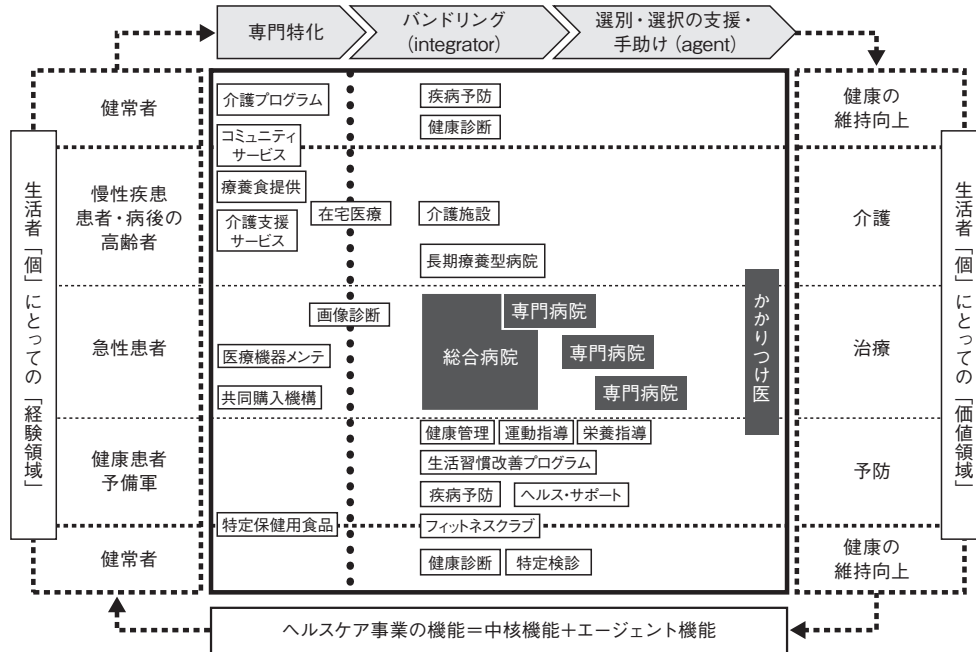 専門特化
バンドリング
(integrator)
選別・選択の支援・
手助け (agent)
生活者「個」にとっての「経験領域」
健常者
慢性疾患
患者・病後の
高齢者
急性患者
健康患者
予備軍
健常者
介護プログラム
コミュニティ
サービス
療養食提供
介護支援
サービス
在宅医療
画像診断
医療機器メンテ
共同購入機構
特定保健用食品
疾病予防
健康診断
介護施設
長期療養型病院
総合病院
専門病院
専門病院
専門病院
かかりつけ医
健康管理
運動指導
栄養指導
生活習慣改善プログラム
疾病予防
ヘルス・サポート
フィットネスクラブ
健康診断
特定検診
健康の
維持向上
介護
治療
予防
健康の
維持向上
生活者「個」にとっての「価値領域」
ヘルスケア事業の機能＝中核機能＋エージェント機能